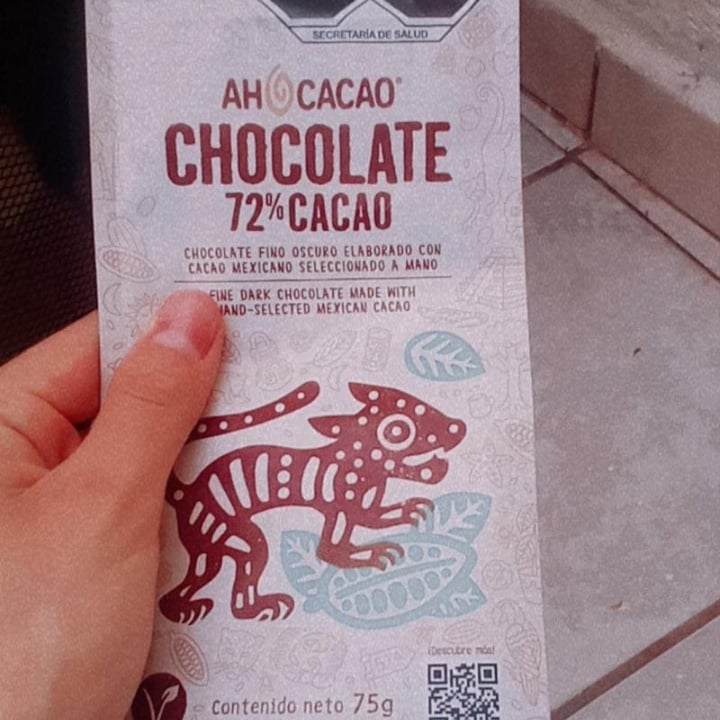 SECRETARÍA DE SALUD
AH CACAO®
CHOCOLATE
72% CACAO
CHOCOLATE FINO OSCURO ELABORADO CON
CACAO MEXICANO SELECCIONADO A MANO
FINE DARK CHOCOLATE MADE WITH
HAND-SELECTED MEXICAN CACAO
¡Descubre más!
Contenido neto 75g